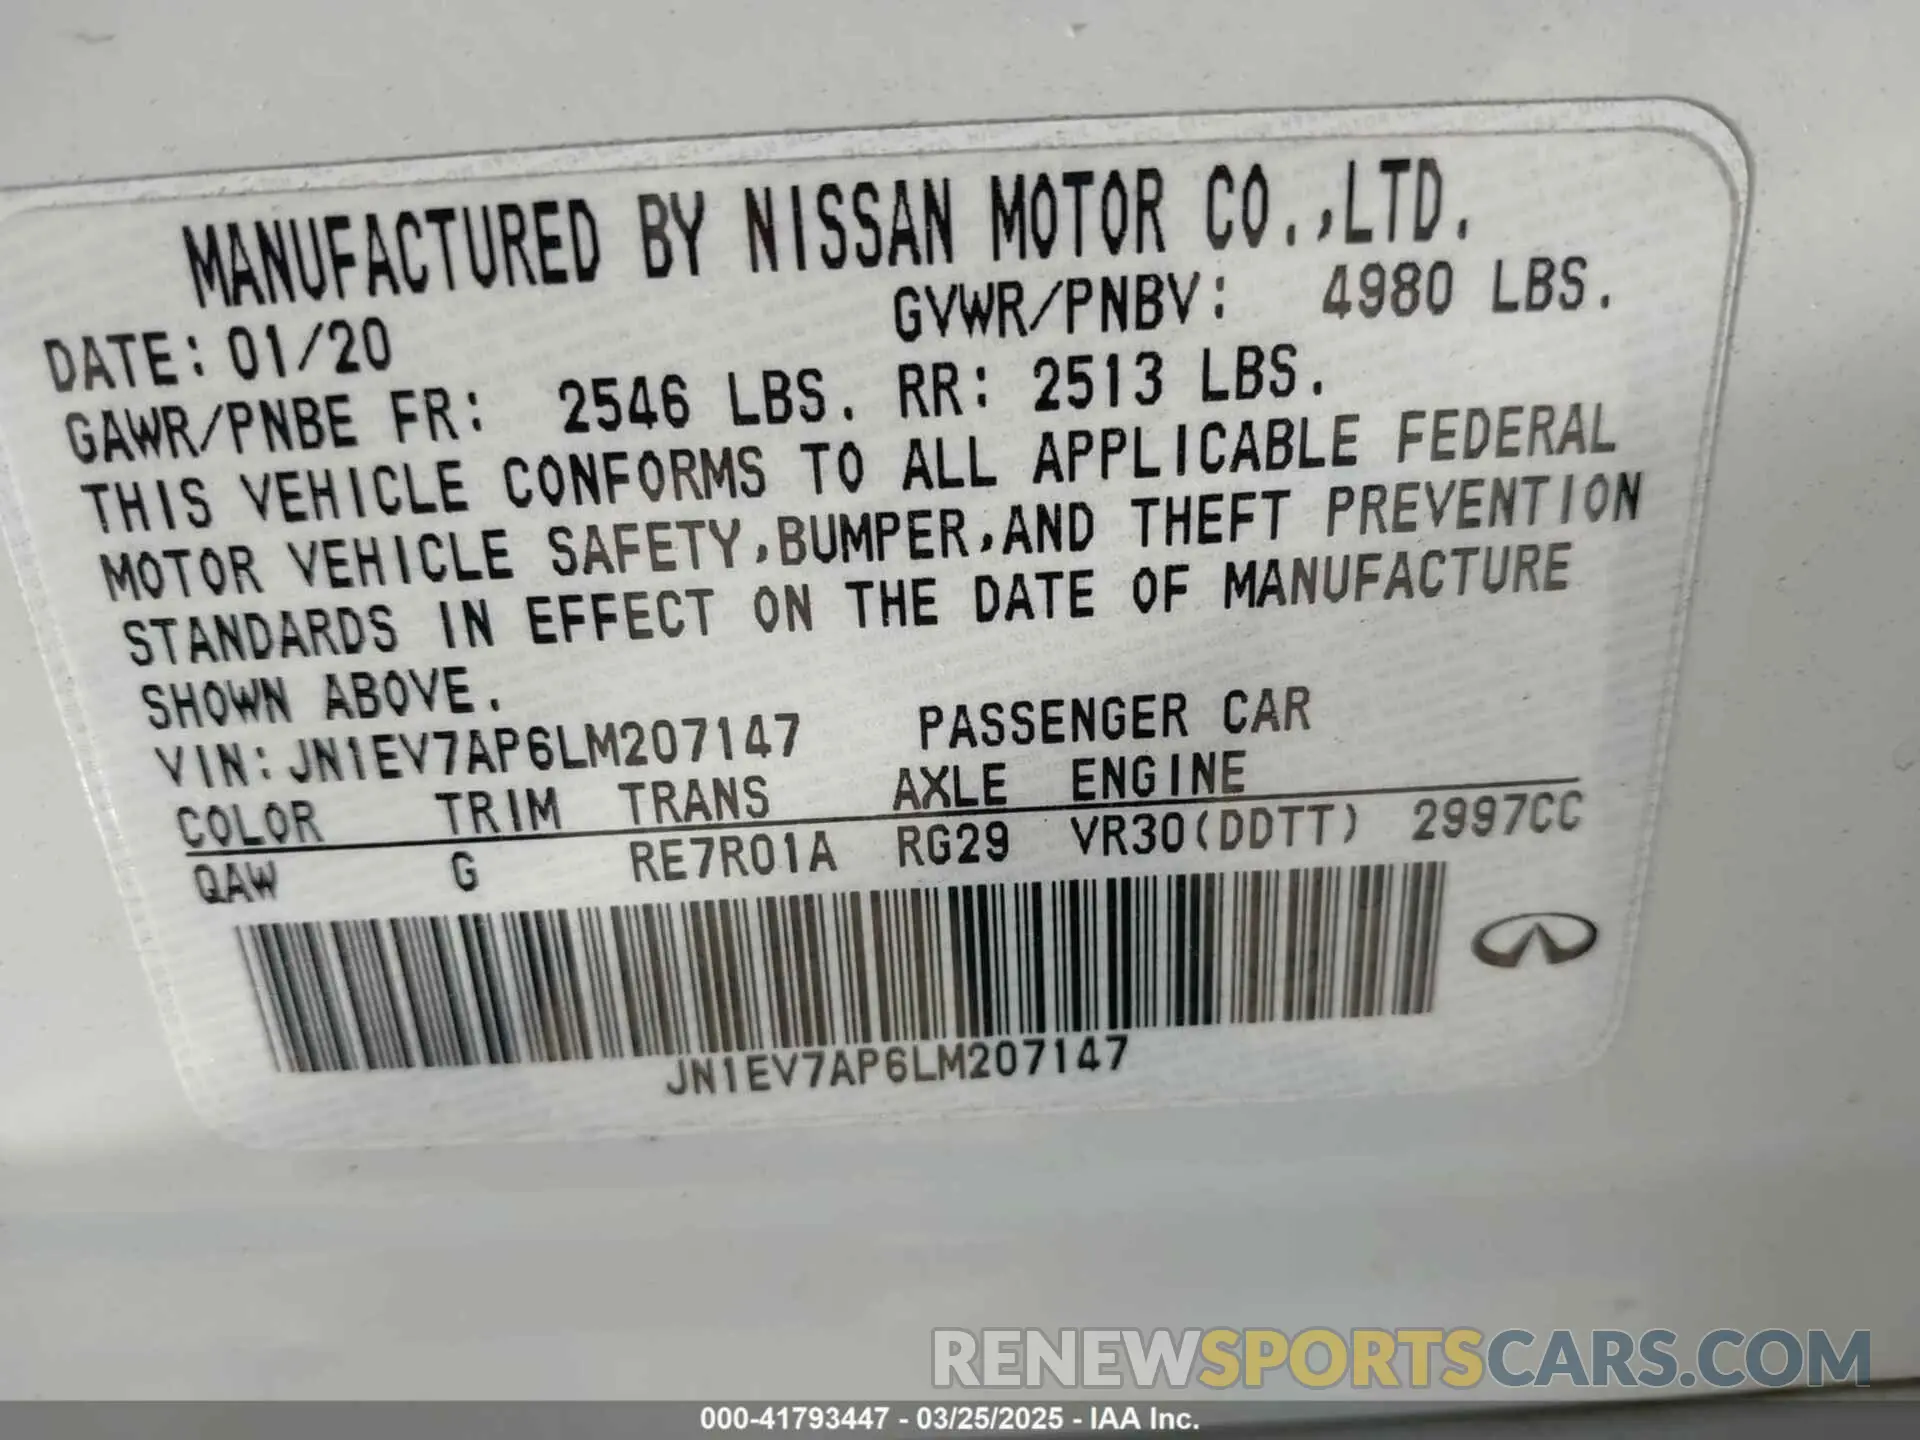 MANUFACTURED BY NISSAN MOTOR CO.,LTD.
DATE: 01/20 GVWR/PNBV: 4980 LBS.
GAWR/PNBE FR: 2546 LBS. RR: 2513 LBS.
THIS VEHICLE CONFORMS TO ALL APPLICABLE FEDERAL
MOTOR VEHICLE SAFETY,BUMPER,AND THEFT PREVENTION
STANDARDS IN EFFECT ON THE DATE OF MANUFACTURE
SHOWN ABOVE.
VIN: JN1EV7AP6LM207147 PASSENGER CAR
COLOR TRIM TRANS AXLE ENGINE
QAW G RE7R01A RG29 VR30(DDTT) 2997CC
JN1EV7AP6LM207147
RENEWSPORTSCARS.COM
000-41793447 - 03/25/2025 - IAA Inc.